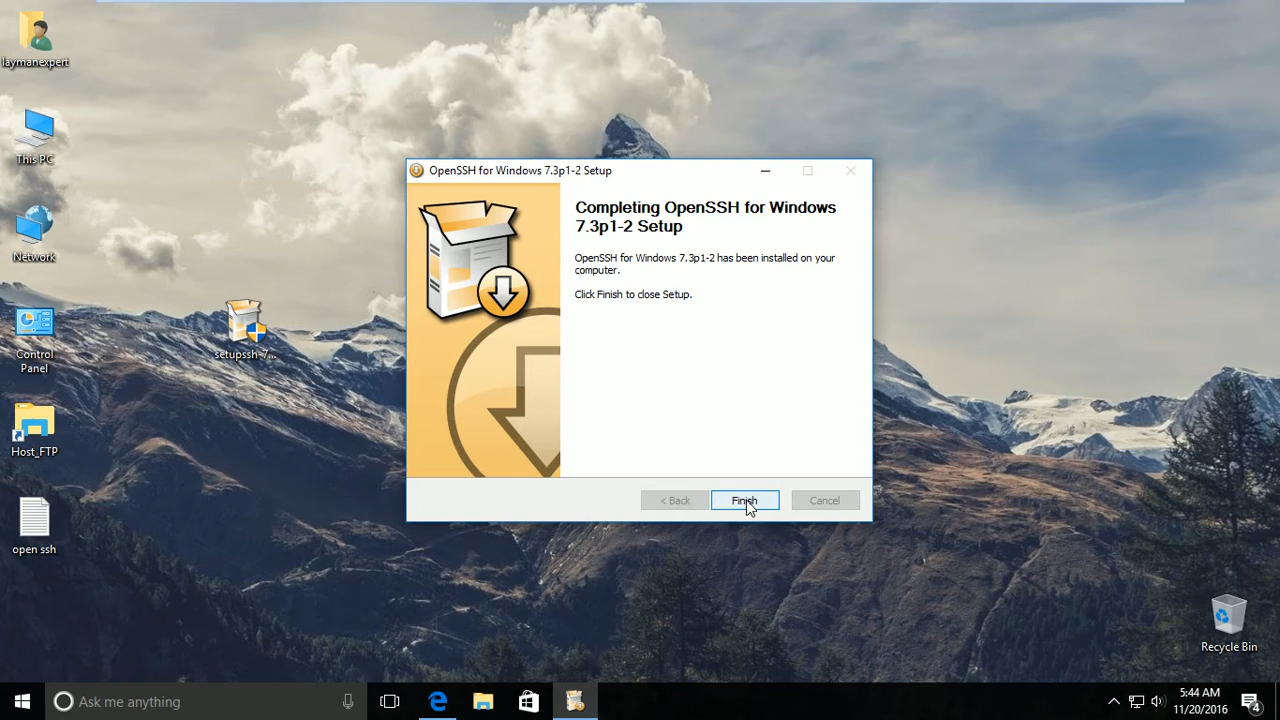 laymanexpert
This PC
Network
Control
Panel
Host_FTP
open ssh
setupssh-7...
OpenSSH for Windows 7.3p1-2 Setup
Completing OpenSSH for Windows
7.3p1-2 Setup
OpenSSH for Windows 7.3p1-2 has been installed on your
computer.
Click Finish to close Setup.
< Back
Finish
Cancel
Recycle Bin
Ask me anything
5:44 AM
11/20/2016
4